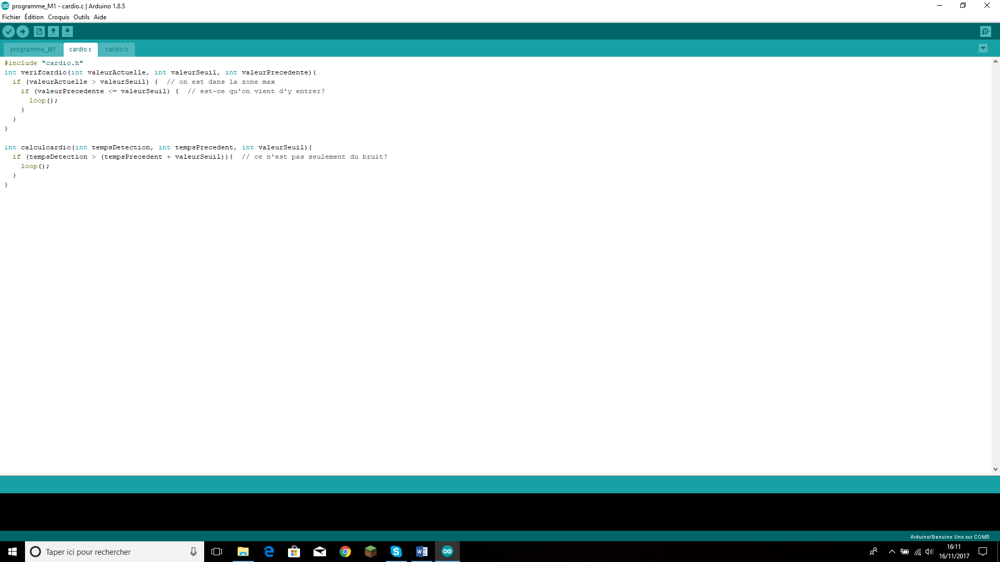 programme_M1 - cardio.c | Arduino 1.8.5
Fichier Édition Croquis Outils Aide
programme_M1 cardio.c cardio.h
#include "cardio.h"
int verifcardio(int valeurActuelle, int valeurSeuil, int valeurPrecedente){
  if (valeurActuelle > valeurSeuil) {  // on est dans la zone max
    if (valeurPrecedente <= valeurSeuil) {  // est-ce qu'on vient d'y entrer?
      loop();
    }
  }
}

int calculcardio(int tempsDetection, int tempsPrecedent, int valeurSeuil){
  if (tempsDetection > (tempsPrecedent + valeurSeuil)){  // ce n'est pas seulement du bruit?
    loop();
  }
}
Arduino/Genuino Uno sur COM5
Taper ici pour rechercher
16:11
16/11/2017